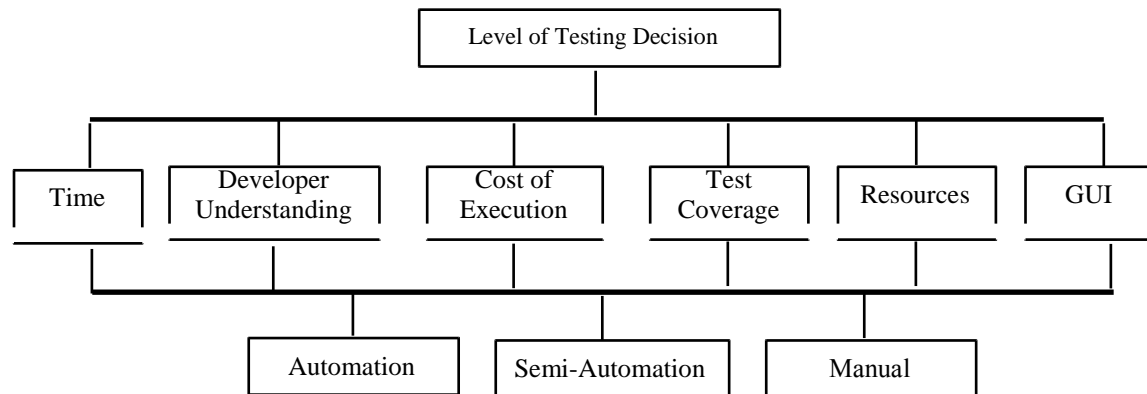 Level of Testing Decision
Time
Developer
Understanding
Cost of
Execution
Test
Coverage
Resources
GUI
Automation
Semi-Automation
Manual